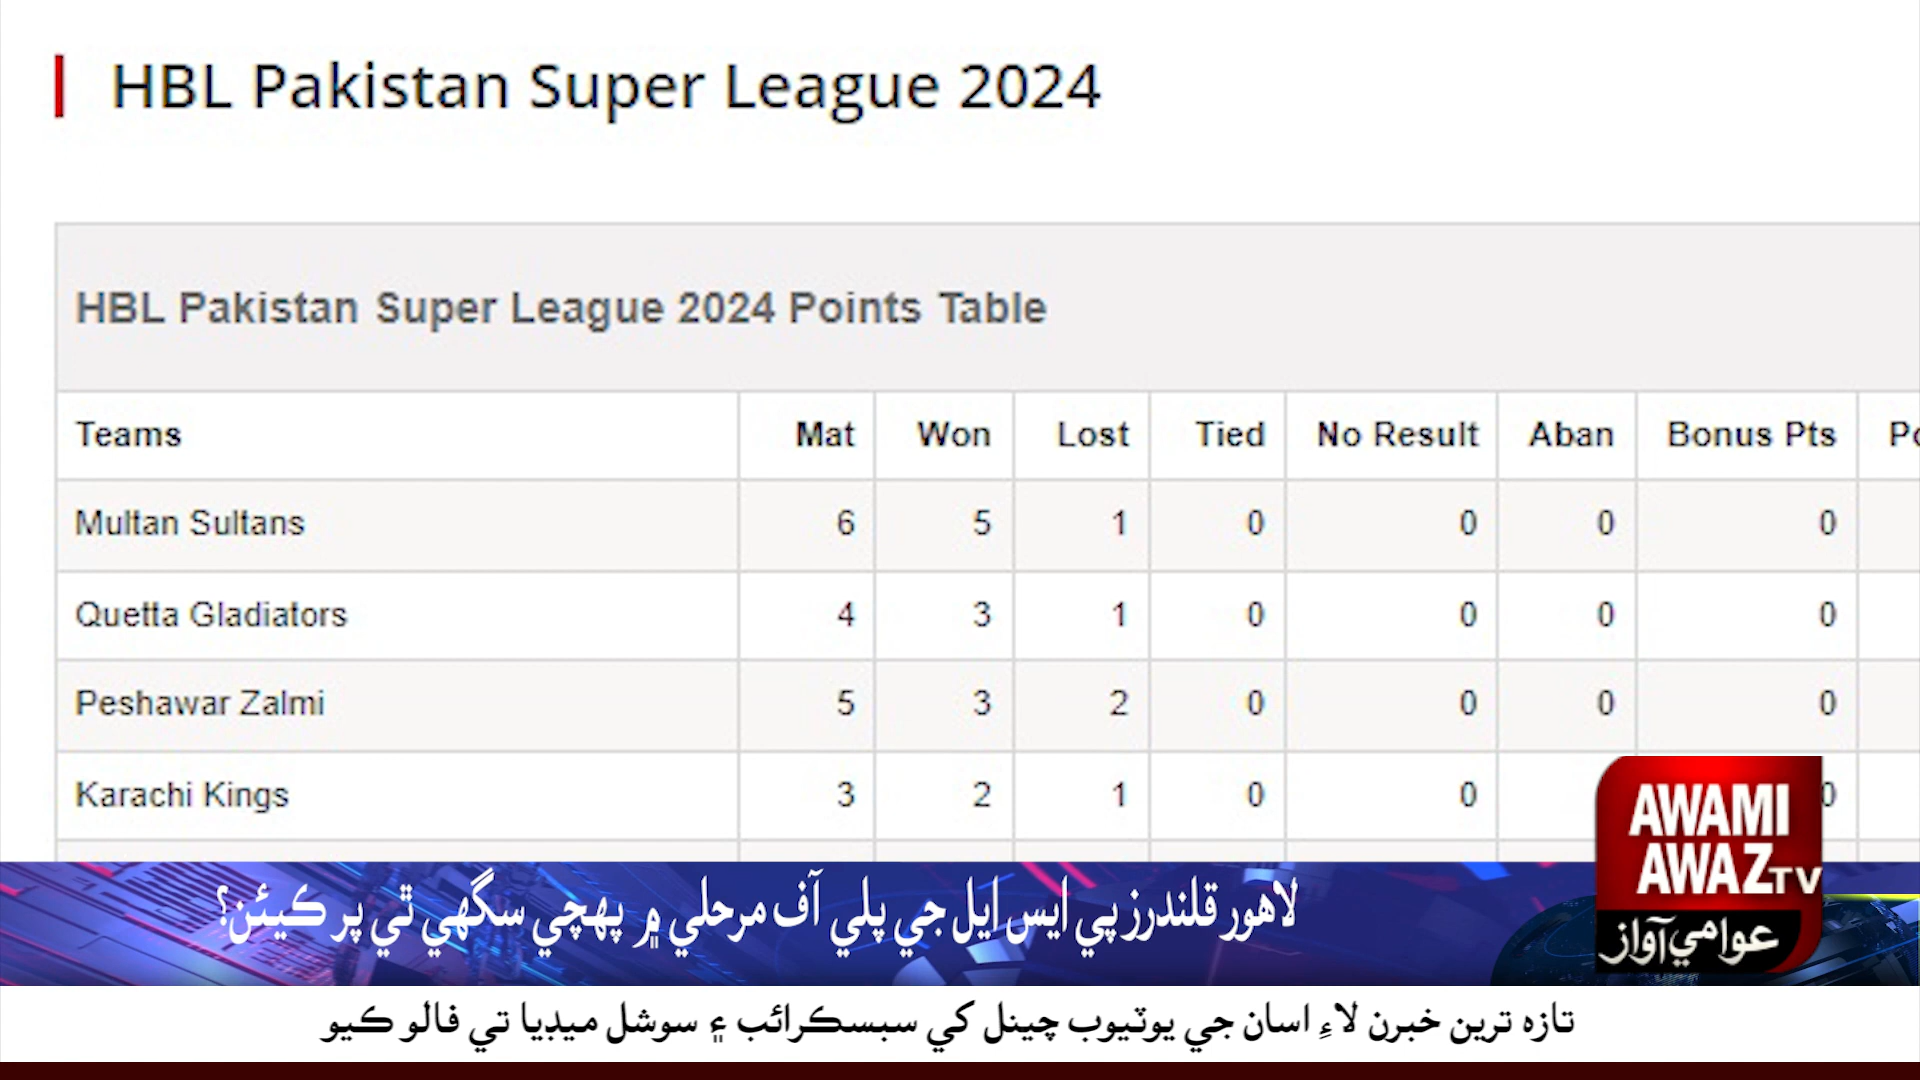 HBL Pakistan Super League 2024
HBL Pakistan Super League 2024 Points Table
Teams Mat Won Lost Tied No Result Aban Bonus Pts
Multan Sultans 6 5 1 0 0 0 0
Quetta Gladiators 4 3 1 0 0 0 0
Peshawar Zalmi 5 3 2 0 0 0 0
Karachi Kings 3 2 1 0 0 0
AWAMI
AWAZ TV
عوامي آواز
لاهور قلندرز پي ايس ايل جي پلي آف مرحلي ۾ پهچي سگهي ٿي پر ڪيئن؟
تازه ترين خبرن لاءِ اسان جي يوٽيوب چينل کي سبسڪرائب ۽ سوشل ميڊيا تي فالو ڪيو